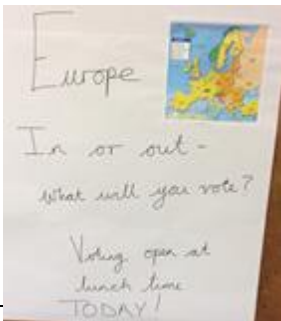 Europe
In or out -
What will you vote?
Voting open at
lunch time
TODAY!